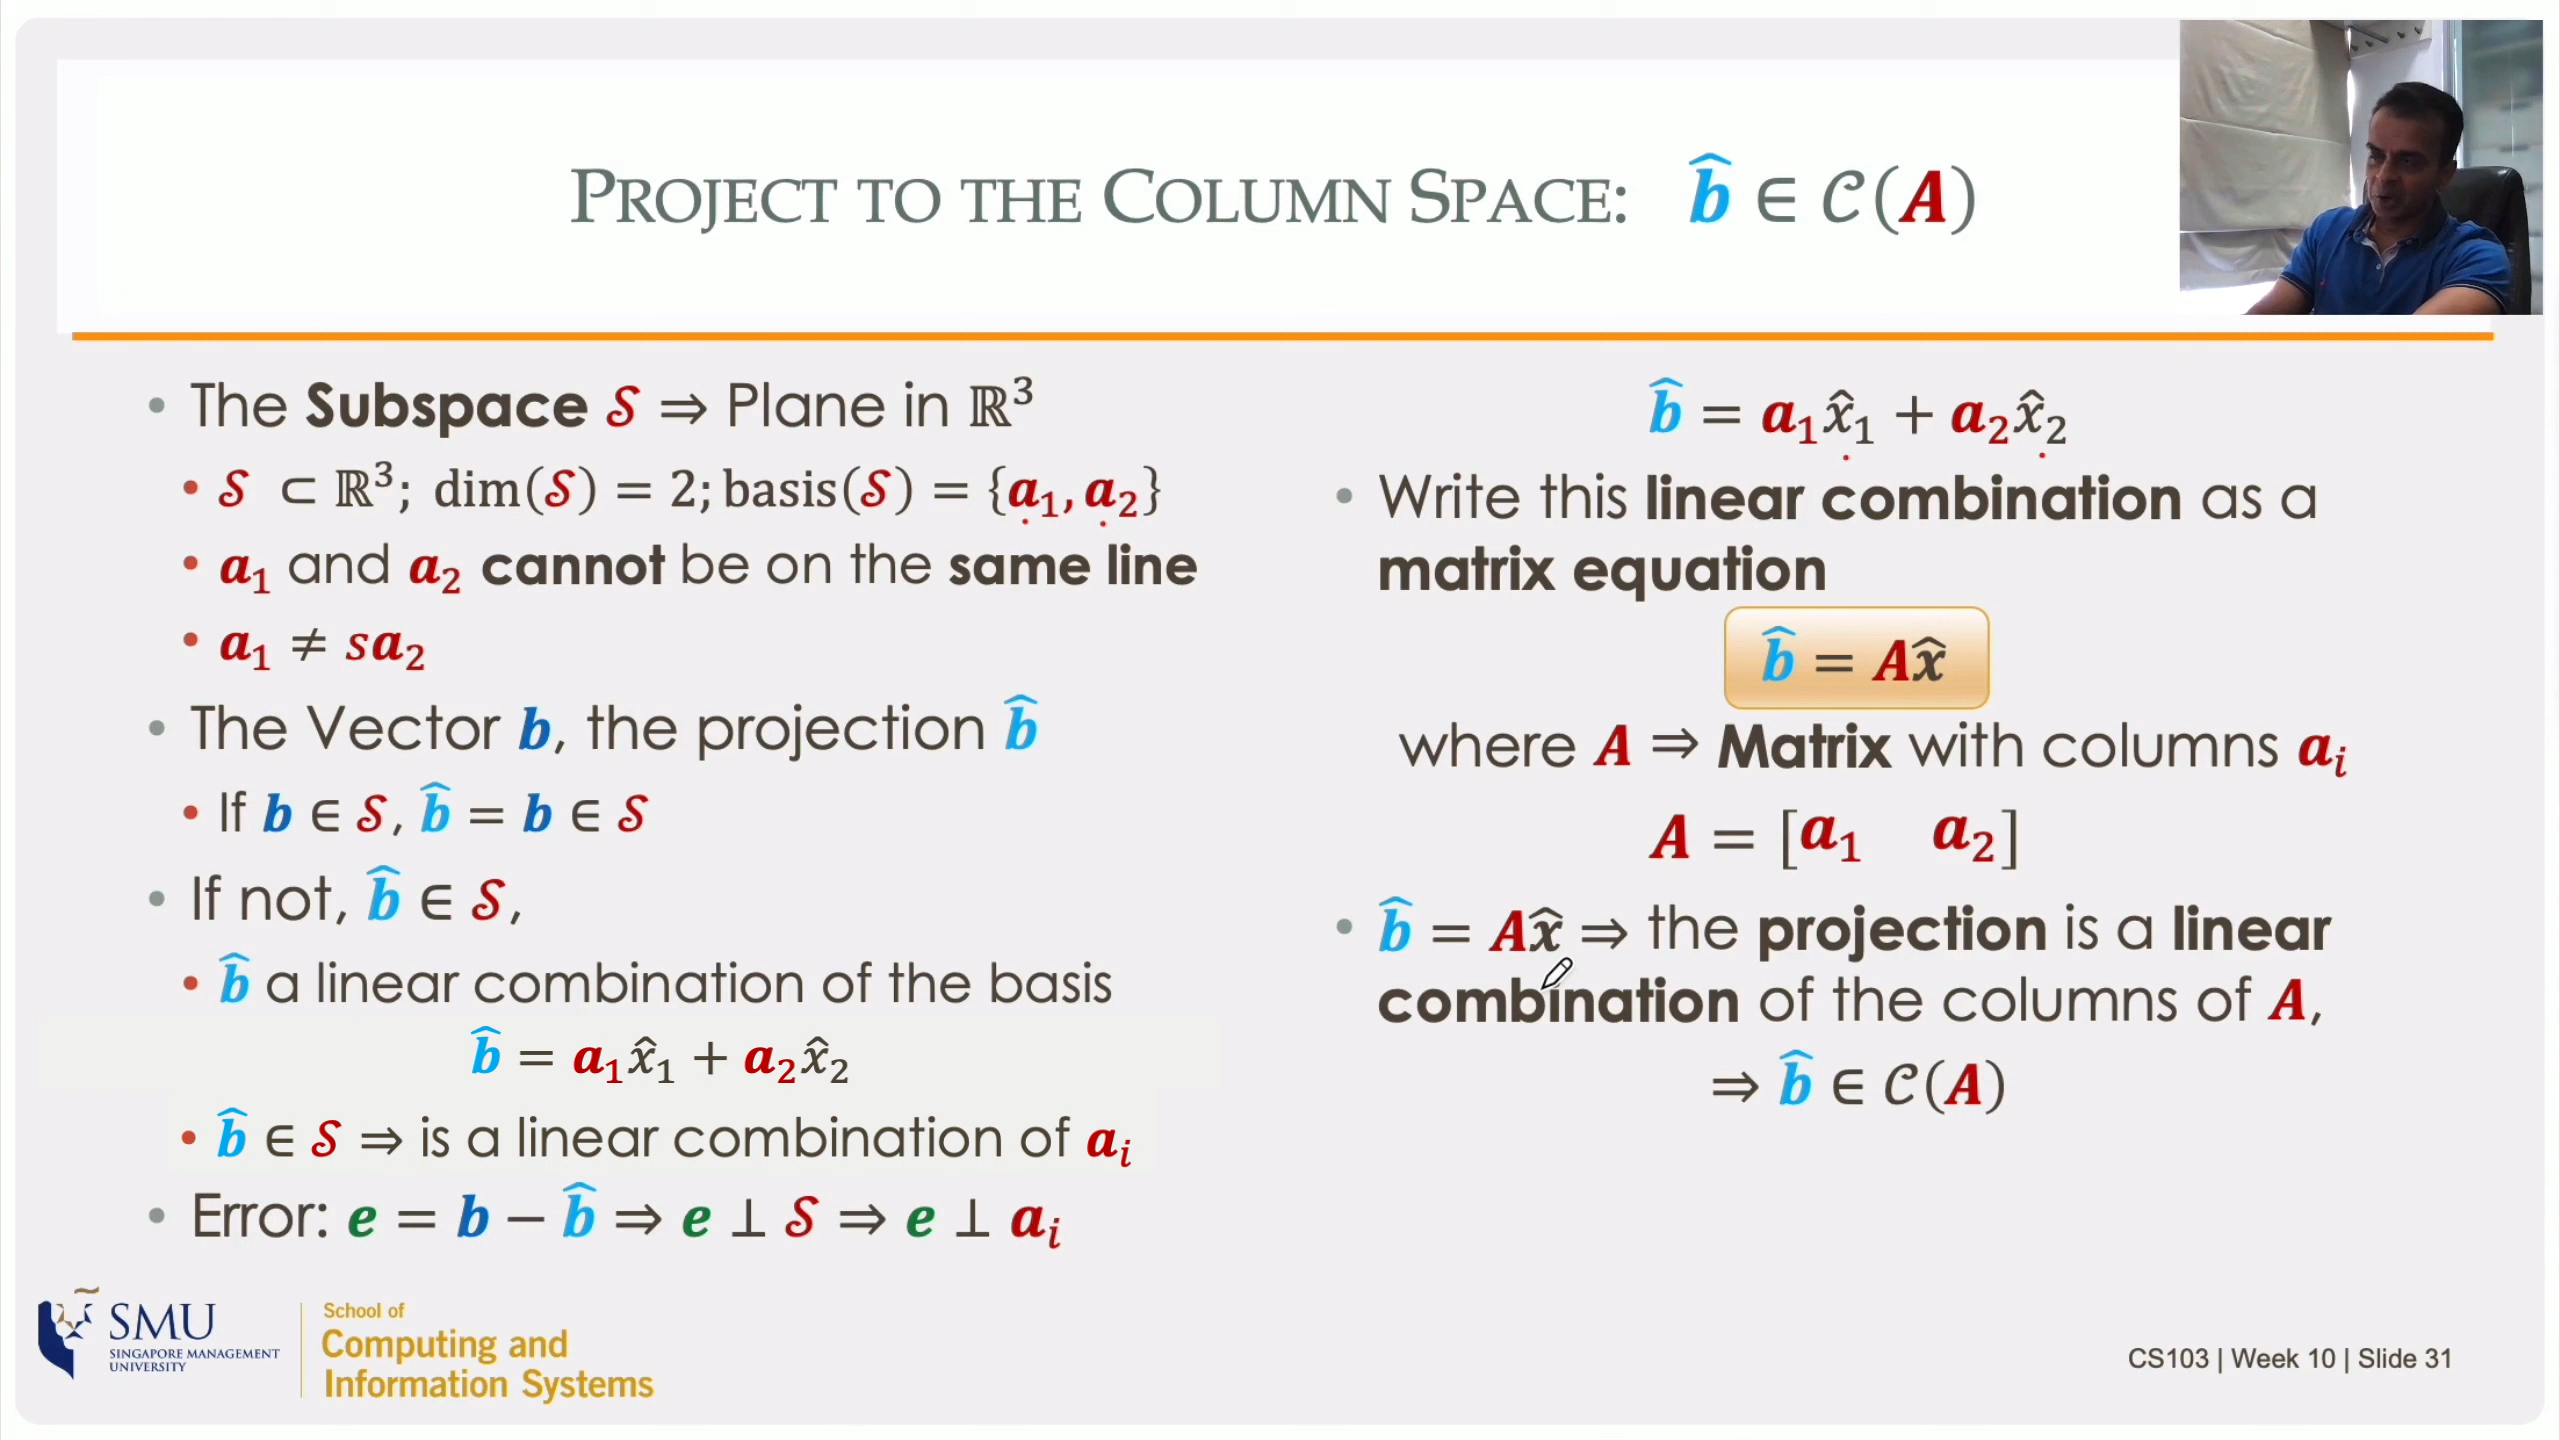 PROJECT TO THE COLUMN SPACE: b̂ ∈ 𝒞(A)
• The Subspace 𝒮 ⇒ Plane in ℝ³
• 𝒮 ⊂ ℝ³; dim(𝒮) = 2; basis(𝒮) = {a₁, a₂}
• a₁ and a₂ cannot be on the same line
• a₁ ≠ sa₂
• The Vector b, the projection b̂
• If b ∈ 𝒮, b̂ = b ∈ 𝒮
• If not, b̂ ∈ 𝒮,
• b̂ a linear combination of the basis
b̂ = a₁x̂₁ + a₂x̂₂
• b̂ ∈ 𝒮 ⇒ is a linear combination of aᵢ
• Error: e = b − b̂ ⇒ e ⊥ 𝒮 ⇒ e ⊥ aᵢ
b̂ = a₁x̂₁ + a₂x̂₂
• Write this linear combination as a
matrix equation
b̂ = Ax̂
where A ⇒ Matrix with columns aᵢ
A = [a₁ a₂]
• b̂ = Ax̂ ⇒ the projection is a linear
combination of the columns of A,
⇒ b̂ ∈ 𝒞(A)
SMU
SINGAPORE MANAGEMENT
UNIVERSITY
School of
Computing and
Information Systems
CS103 | Week 10 | Slide 31